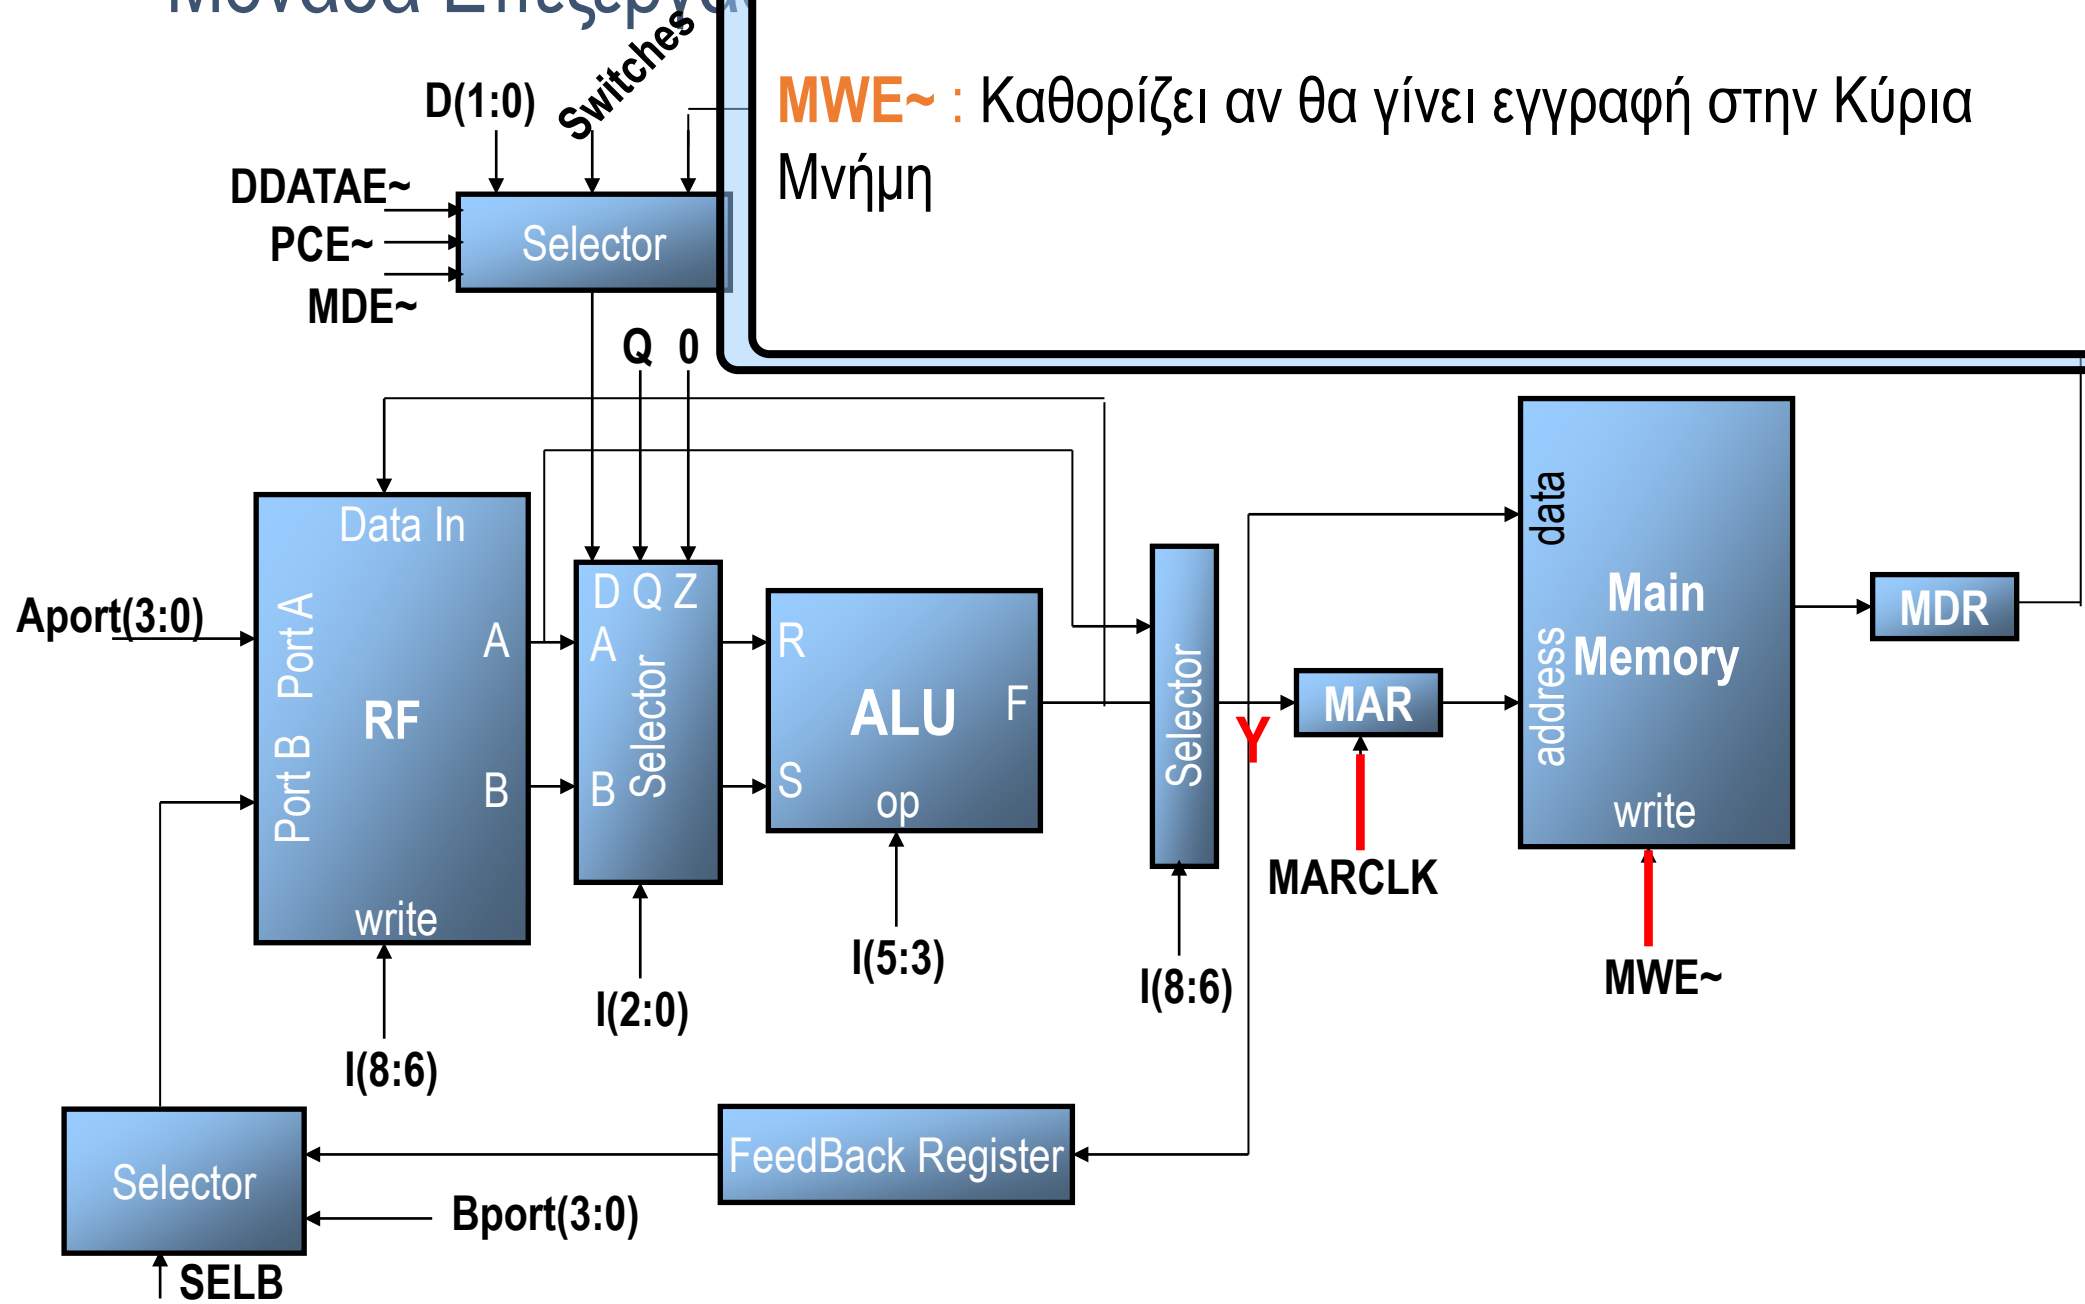 Μονάδα
Switches
D(1:0)
MWE~ : Καθορίζει αν θα γίνει εγγραφή στην Κύρια
Μνήμη
DDATAE~
PCE~
MDE~
Selector
Q 0
Data In
D Q Z
Aport(3:0)
Port A
A
A
R
RF
Selector
ALU
F
Selector
Y
MAR
data
address
Main
Memory
MDR
Port B
B
B
S
op
write
write
MARCLK
MWE~
I(5:3)
I(8:6)
I(2:0)
I(8:6)
Selector
FeedBack Register
Bport(3:0)
SELB